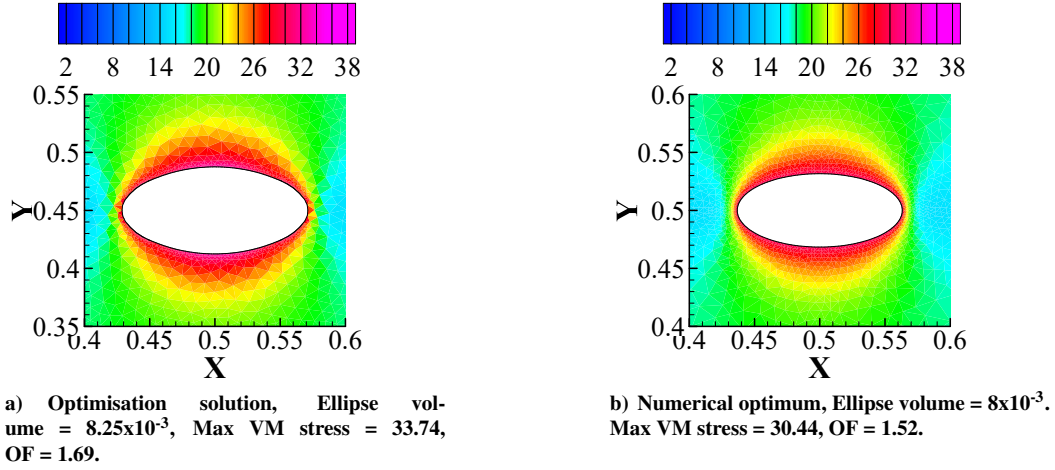 2 8 14 20 26 32 38
0.55
0.5
Y 0.45
0.4
0.35
0.4 0.45 0.5 0.55 0.6
X
a) Optimisation solution, Ellipse vol-
ume = 8.25x10-3, Max VM stress = 33.74,
OF = 1.69.
2 8 14 20 26 32 38
0.6
0.55
Y 0.5
0.45
0.4
0.4 0.45 0.5 0.55 0.6
X
b) Numerical optimum, Ellipse volume = 8x10-3.
Max VM stress = 30.44, OF = 1.52.